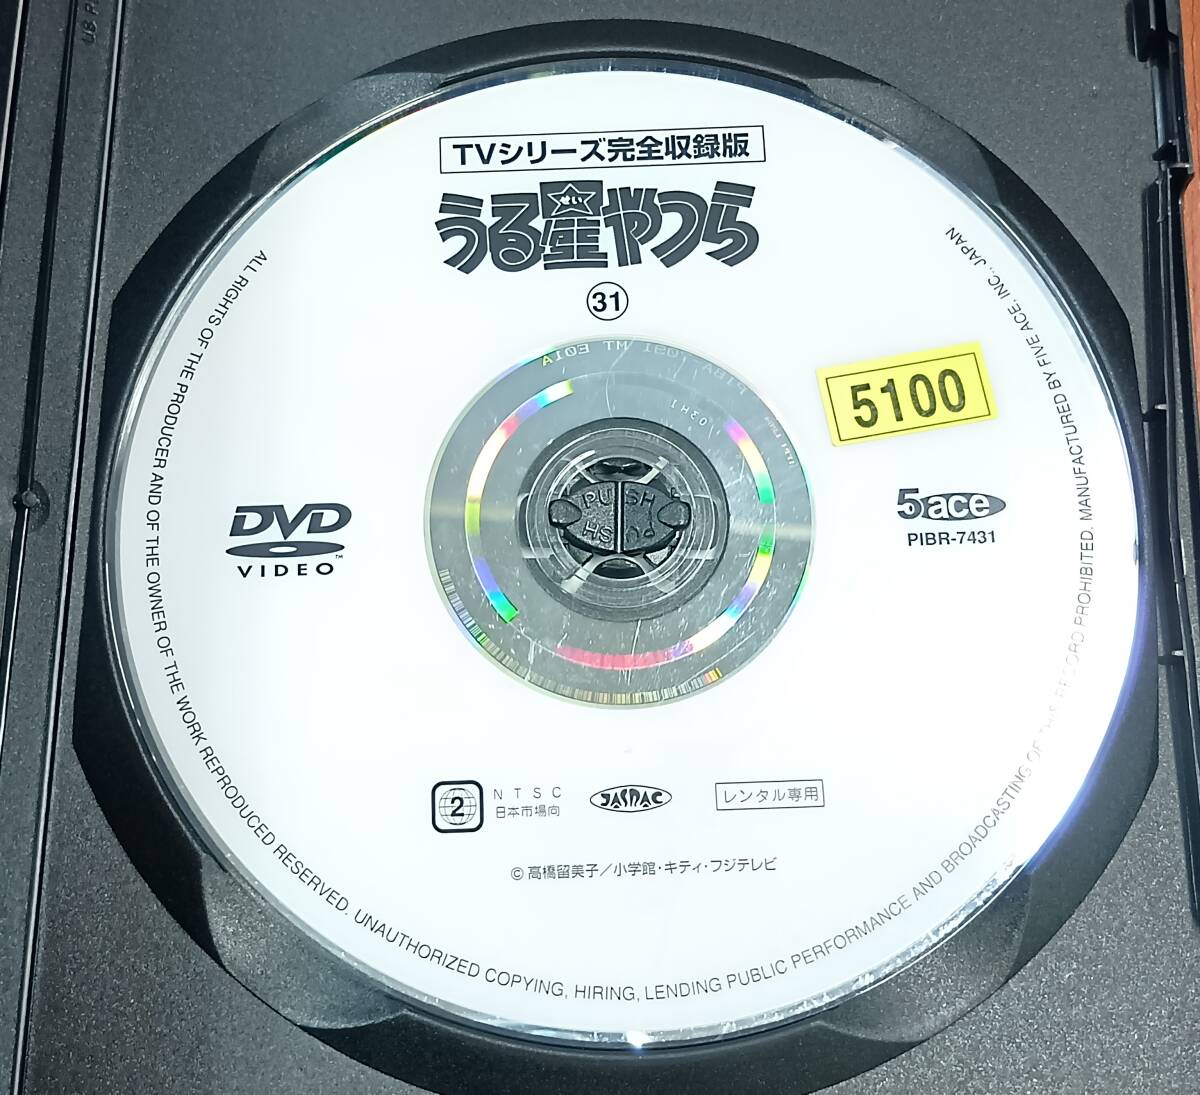 TVシリーズ完全収録版
うる星やつら
せい
31
5100
DVD
VIDEO
TM
5ace
PIBR-7431
PUSH
PUSH
2
NTSC
日本市場向
JASRAC
レンタル専用
© 高橋留美子／小学館・キティ・フジテレビ
ALL RIGHTS OF THE PRODUCER AND OF THE OWNER OF THE WORK REPRODUCED RESERVED. UNAUTHORIZED COPYING, HIRING, LENDING PUBLIC PERFORMANCE AND BROADCASTING OF THIS RECORD PROHIBITED. MANUFACTURED BY FIVE ACE, INC., JAPAN